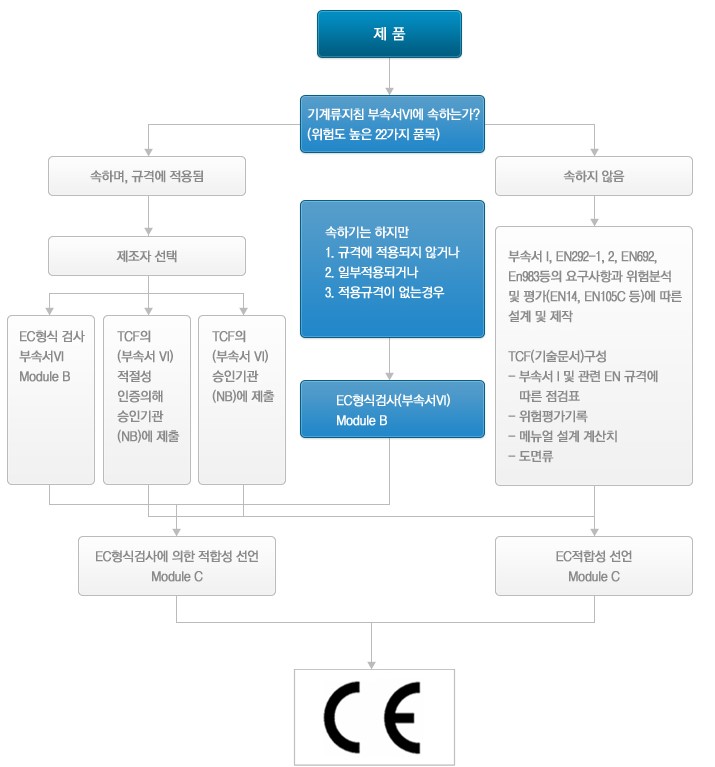 제 품
기계류지침 부속서VI에 속하는가?
(위험도 높은 22가지 품목)
속하며, 규격에 적용됨
속하지 않음
제조자 선택
속하기는 하지만
1. 규격에 적용되지 않거나
2. 일부적용되거나
3. 적용규격이 없는경우
부속서 I, EN292-1, 2, EN692,
En983등의 요구사항과 위험분석
및 평가(EN14, EN105C 등)에 따른
설계 및 제작
TCF(기술문서)구성
- 부속서 I 및 관련 EN 규격에
따른 점검표
- 위험평가기록
- 메뉴얼 설계 계산치
- 도면류
EC형식 검사
부속서VI
Module B
TCF의
(부속서 VI)
적절성
인증의해
승인기관
(NB)에 제출
TCF의
(부속서 VI)
승인기관
(NB)에 제출
EC형식검사(부속서VI)
Module B
EC형식검사에 의한 적합성 선언
Module C
EC적합성 선언
Module C
CE